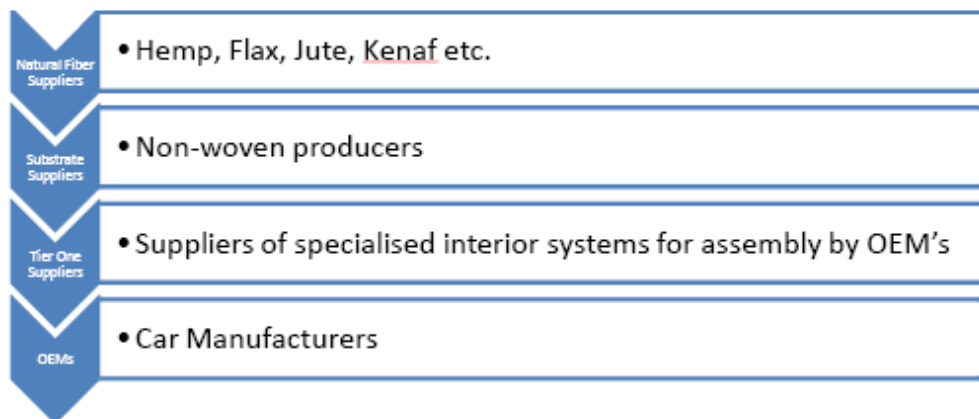 Natural Fiber
Suppliers
• Hemp, Flax, Jute, Kenaf etc.
Substrate
Suppliers
• Non-woven producers
Tier One
Suppliers
• Suppliers of specialised interior systems for assembly by OEM's
OEMs
• Car Manufacturers